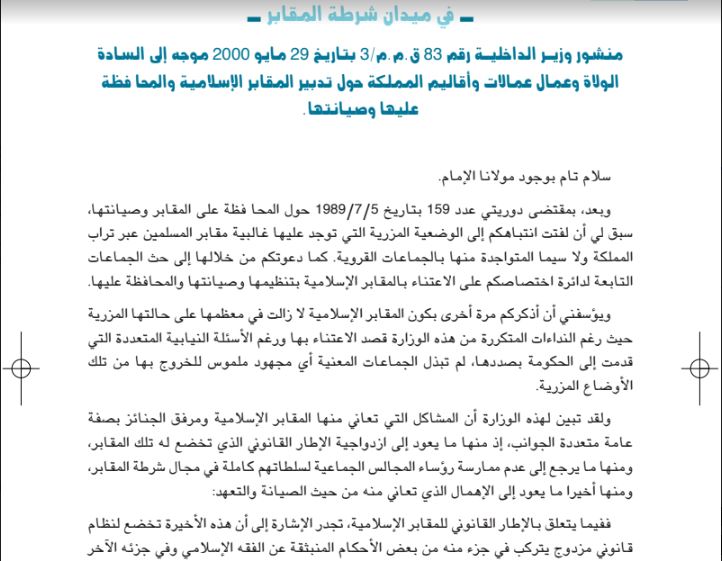 في ميدان شرطة المقابر
منشور وزير الداخلية رقم 83 ق.م.م/3 بتاريخ 29 مايو 2000 موجه إلى السادة
الولاة وعمال عمالات وأقاليم المملكة حول تدبير المقابر الإسلامية والمحافظة
عليها وصيانتها.
سلام تام بوجود مولانا الإمام.
وبعد، بمقتضى دوريتي عدد 159 بتاريخ 1989/7/5 حول المحافظة على المقابر وصيانتها،
سبق لي أن لفتت انتباهكم إلى الوضعية المزرية التي توجد عليها غالبية مقابر المسلمين عبر تراب
المملكة ولا سيما المتواجدة منها بالجماعات القروية. كما دعوتكم من خلالها إلى حث الجماعات
التابعة لدائرة اختصاصكم على الاعتناء بالمقابر الإسلامية بتنظيمها وصيانتها والمحافظة عليها.
ويؤسفني أن أذكركم مرة أخرى بكون المقابر الإسلامية لا زالت في معظمها على حالتها المزرية
حيث رغم النداءات المتكررة من هذه الوزارة قصد الاعتناء بها ورغم الأسئلة النيابية المتعددة التي
قدمت إلى الحكومة بصددها، لم تبذل الجماعات المعنية أي مجهود ملموس للخروج بها من تلك
الأوضاع المزرية.
ولقد تبين لهذه الوزارة أن المشاكل التي تعاني منها المقابر الإسلامية ومرفق الجنائز بصفة
عامة متعددة الجوانب، إذ منها ما يعود إلى ازدواجية الإطار القانوني الذي تخضع له تلك المقابر،
ومنها ما يرجع إلى عدم ممارسة رؤساء المجالس الجماعية لسلطاتهم كاملة في مجال شرطة المقابر،
ومنها أخيرا ما يعود إلى الإهمال الذي تعاني منه من حيث الصيانة والتعهد:
ففيما يتعلق بالإطار القانوني للمقابر الإسلامية، تجدر الإشارة إلى أن هذه الأخيرة تخضع لنظام
قانوني مزدوج يتركب في جزء منه من بعض الأحكام المنبثقة عن الفقه الإسلامي وفي جزئه الآخر